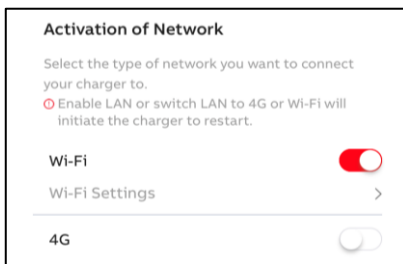 Activation of Network
Select the type of network you want to connect
your charger to.
Enable LAN or switch LAN to 4G or Wi-Fi will
initiate the charger to restart.
Wi-Fi
Wi-Fi Settings
4G